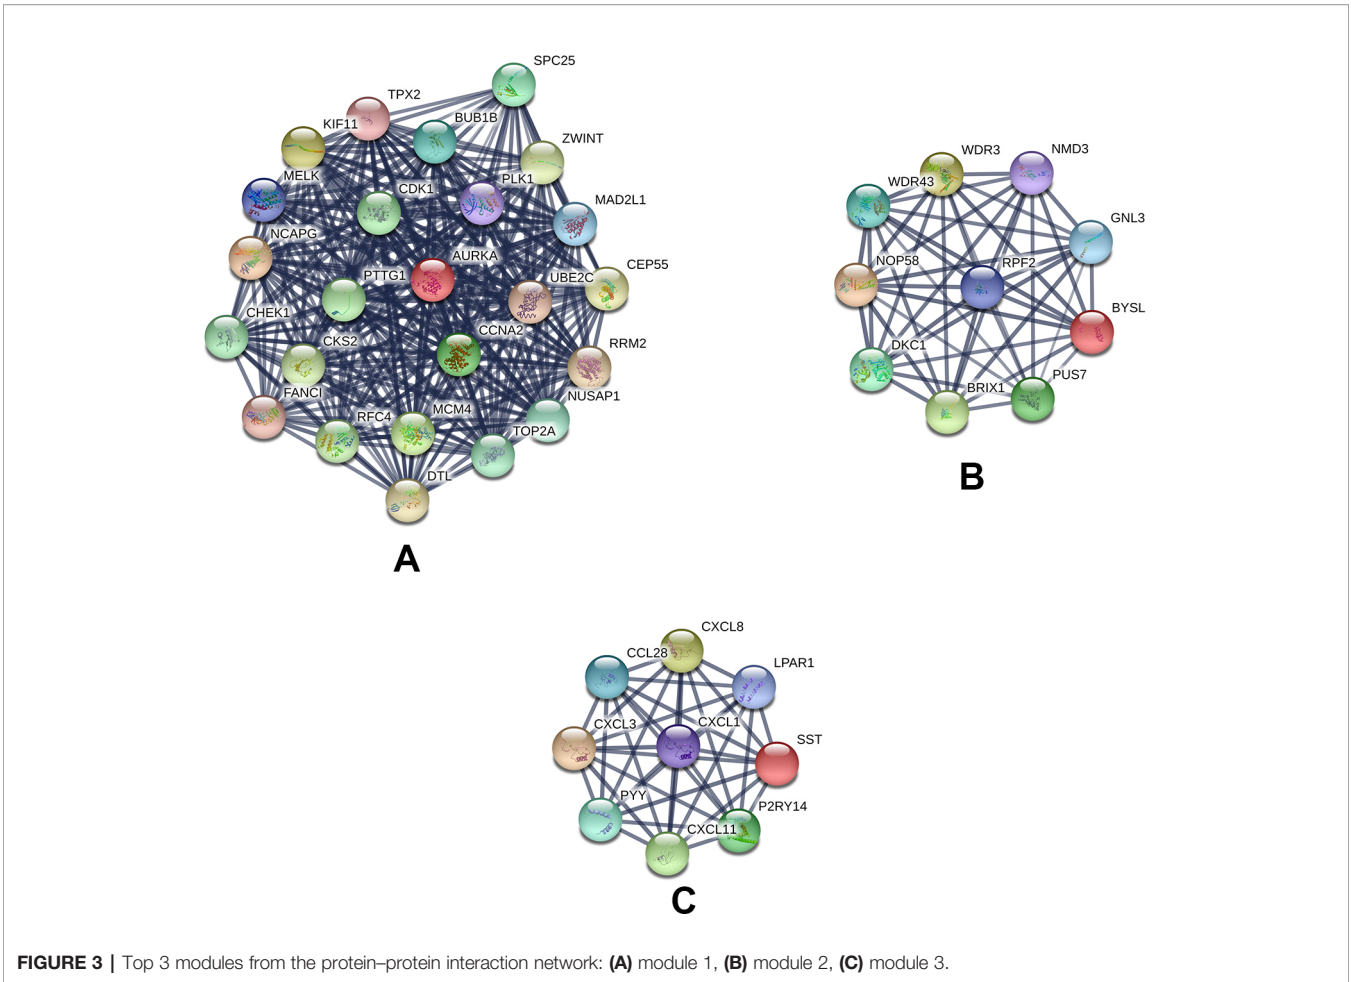 SPC25
TPX2
BUB1B
KIF11
ZWINT
MELK
CDK1
PLK1
MAD2L1
NCAPG
AURKA
PTTG1
UBE2C
CEP55
CHEK1
CCNA2
CKS2
RRM2
FANCI
NUSAP1
RFC4
MCM4
TOP2A
DTL
A
WDR3
NMD3
WDR43
GNL3
NOP58
RPF2
BYSL
DKC1
PUS7
BRIX1
B
CXCL8
CCL28
LPAR1
CXCL3
CXCL1
SST
PYY
P2RY14
CXCL11
C
FIGURE 3 | Top 3 modules from the protein–protein interaction network: (A) module 1, (B) module 2, (C) module 3.